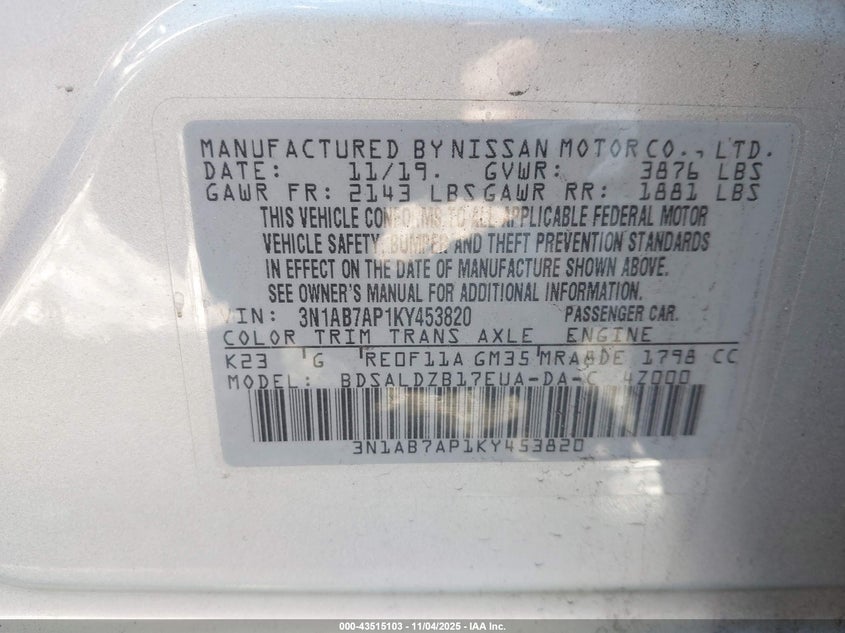 MANUFACTURED BY NISSAN MOTOR CO., LTD.
DATE: 11/19. GVWR: 3876 LBS
GAWR FR: 2143 LBS GAWR RR: 1881 LBS
THIS VEHICLE CONFORMS TO ALL APPLICABLE FEDERAL MOTOR
VEHICLE SAFETY, BUMPER AND THEFT PREVENTION STANDARDS
IN EFFECT ON THE DATE OF MANUFACTURE SHOWN ABOVE.
SEE OWNER'S MANUAL FOR ADDITIONAL INFORMATION.
VIN: 3N1AB7AP1KY453820 PASSENGER CAR.
COLOR TRIM TRANS AXLE ENGINE
K23 G RE0F11A GM35 MRA8DE 1798 CC
MODEL: BDSALDZB17EUA-DA-C 4Z000
3N1AB7AP1KY453820
000-43515103 - 11/04/2025 - IAA Inc.